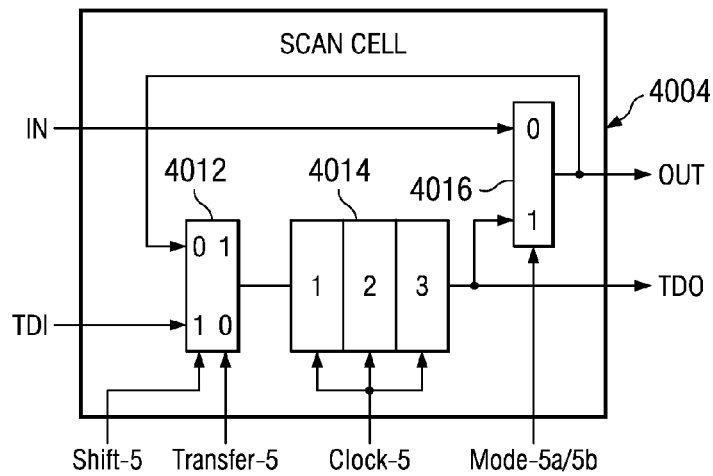 SCAN CELL
4004
IN
0
4012
4014
4016
OUT
0 1
1
1 2 3
TDO
TDI
1 0
Shift-5 Transfer-5 Clock-5 Mode-5a/5b